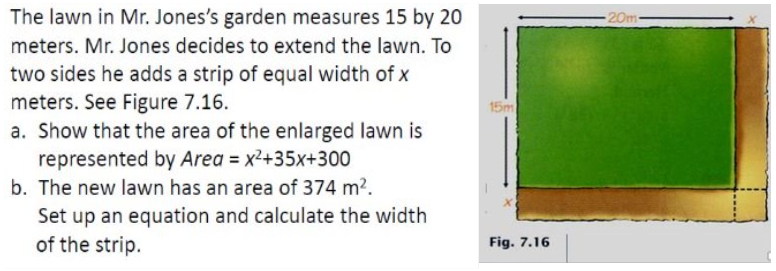 The lawn in Mr. Jones’s garden measures 15 by 20
meters. Mr. Jones decides to extend the lawn. To
two sides he adds a strip of equal width of x
meters. See Figure 7.16.
a. Show that the area of the enlarged lawn is
represented by Area = x²+35x+300
b. The new lawn has an area of 374 m².
Set up an equation and calculate the width
of the strip.
20m
x
15m
x
Fig. 7.16